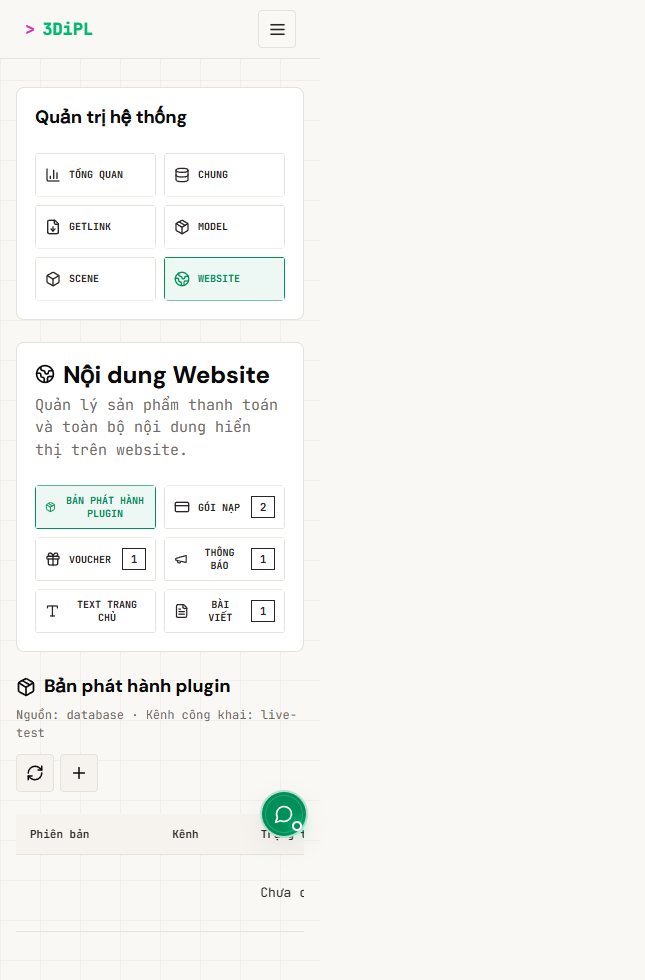 > 3DiPL
Quản trị hệ thống
TỔNG QUAN
CHUNG
GETLINK
MODEL
SCENE
WEBSITE
Nội dung Website
Quản lý sản phẩm thanh toán
và toàn bộ nội dung hiển
thị trên website.
BẢN PHÁT HÀNH
PLUGIN
GÓI NẠP 2
VOUCHER 1
THÔNG
BÁO 1
TEXT TRANG
CHỦ
BÀI
VIẾT 1
Bản phát hành plugin
Nguồn: database · Kênh công khai: live-
test
Phiên bản Kênh
Chưa